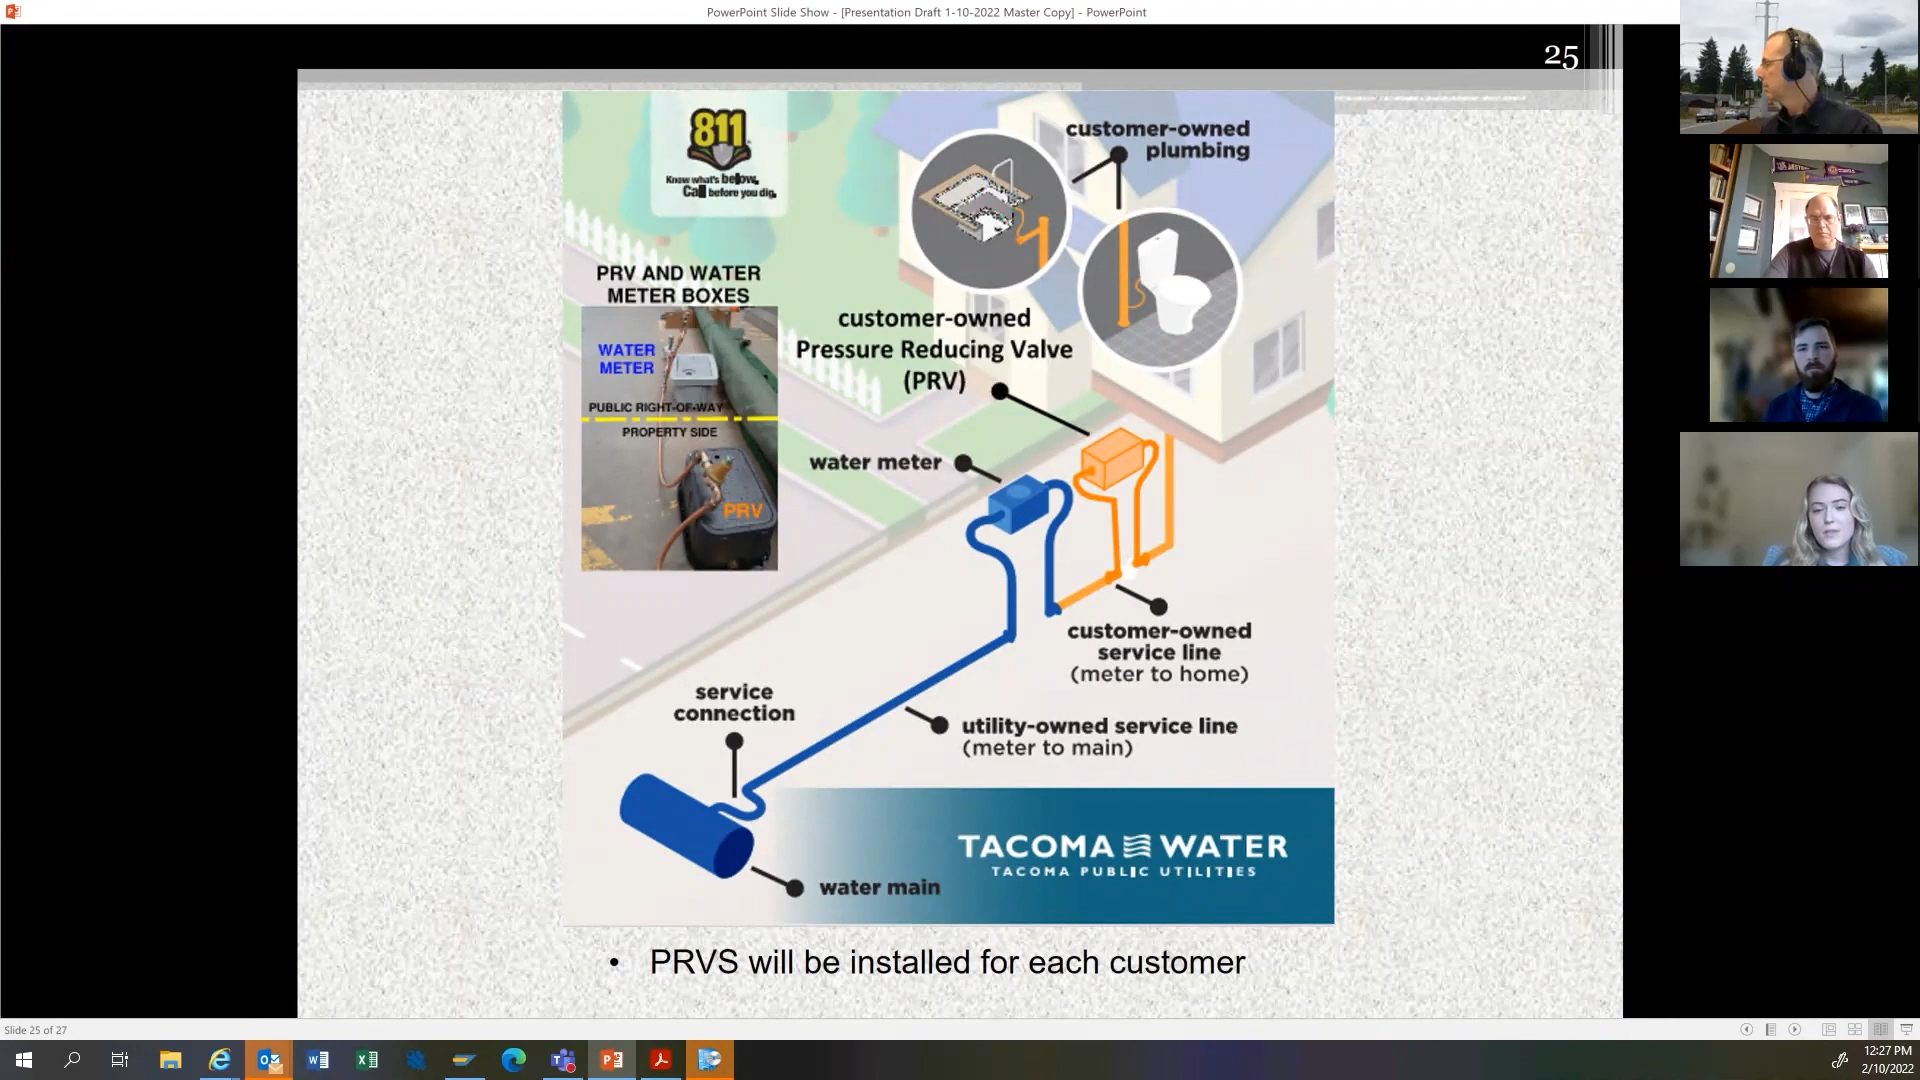 PowerPoint Slide Show - [Presentation Draft 1-10-2022 Master Copy] - PowerPoint
25
811
Know what's below.
Call before you dig.
customer-owned
plumbing
PRV AND WATER
METER BOXES
WATER
METER
PUBLIC RIGHT-OF-WAY
PROPERTY SIDE
PRV
customer-owned
Pressure Reducing Valve
(PRV)
water meter
customer-owned
service line
(meter to home)
service
connection
utility-owned service line
(meter to main)
water main
TACOMA WATER
TACOMA PUBLIC UTILITIES
• PRVS will be installed for each customer
Slide 25 of 27
12:27 PM
2/10/2022